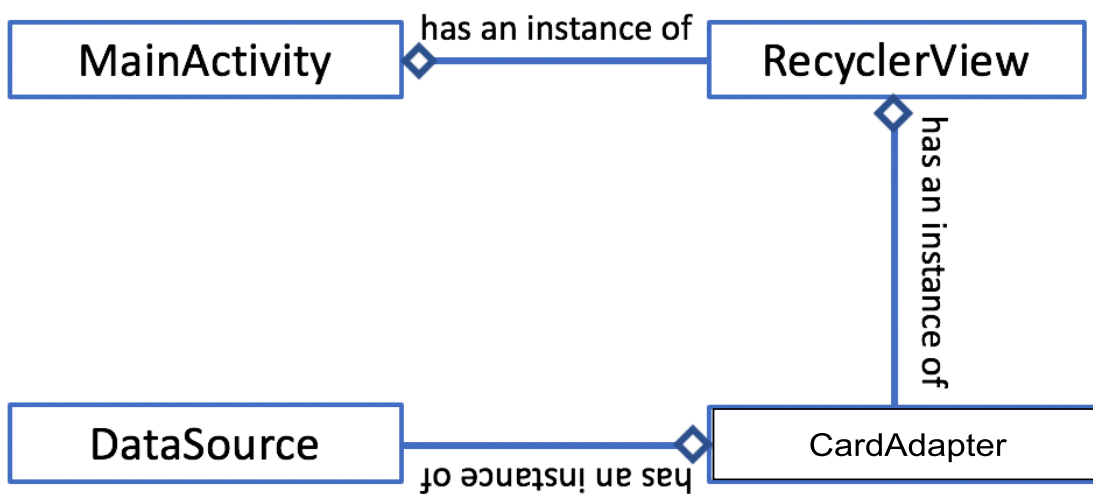 MainActivity
has an instance of
RecyclerView
has an instance of
DataSource
has an instance of
CardAdapter